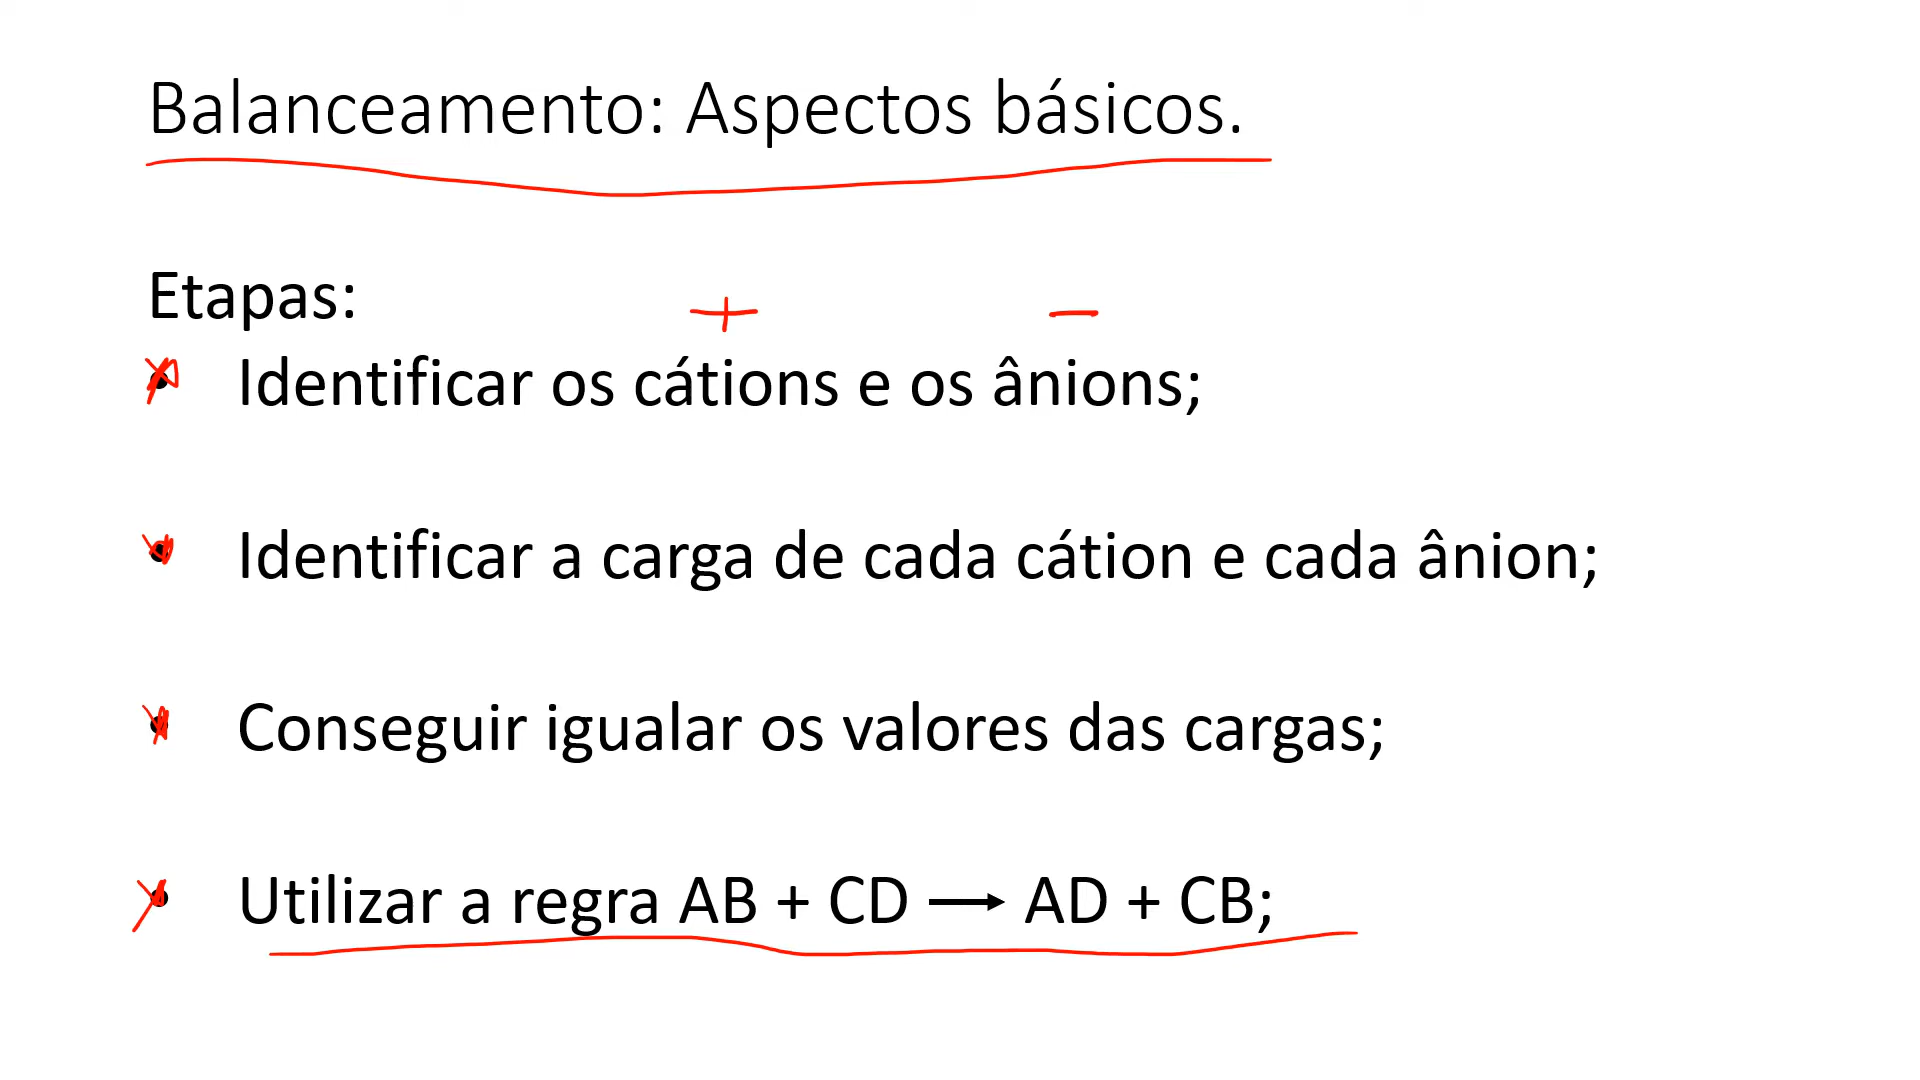 Balanceamento: Aspectos básicos.
Etapas:
+ −
• Identificar os cátions e os ânions;
• Identificar a carga de cada cátion e cada ânion;
• Conseguir igualar os valores das cargas;
• Utilizar a regra AB + CD → AD + CB;